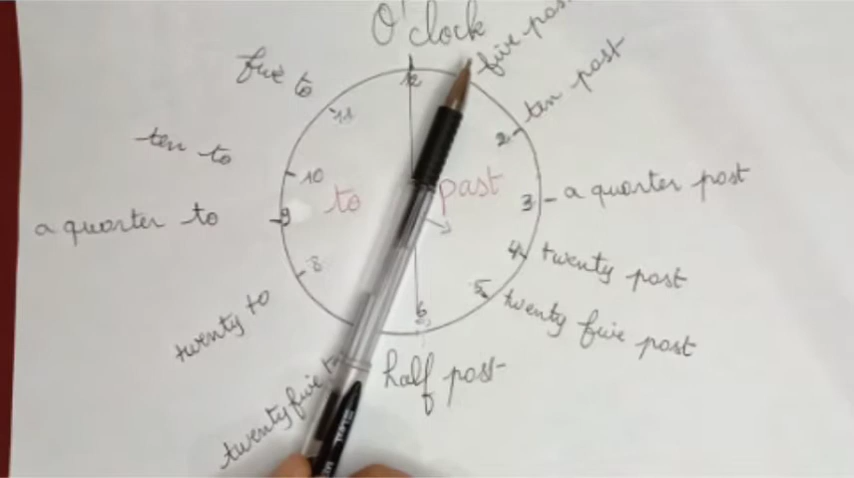 O'clock
five past
five to
12
11
ten past
2
ten to
10
to
past
3
a quarter past
a quarter to
9
4
twenty past
8
5
twenty five past
twenty to
6
half past
twenty five